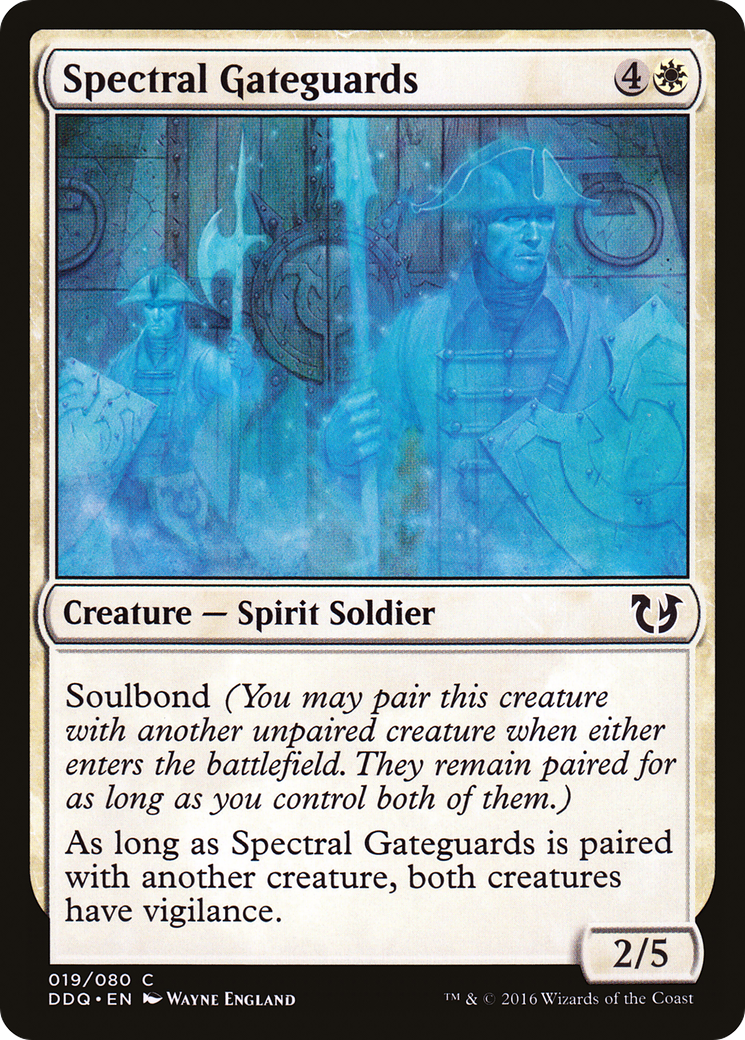 Spectral Gateguards 4
Creature — Spirit Soldier
Soulbond (You may pair this creature
with another unpaired creature when either
enters the battlefield. They remain paired for
as long as you control both of them.)
As long as Spectral Gateguards is paired
with another creature, both creatures
have vigilance.
2/5
019/080 C
DDQ • EN Wayne England
™ & © 2016 Wizards of the Coast